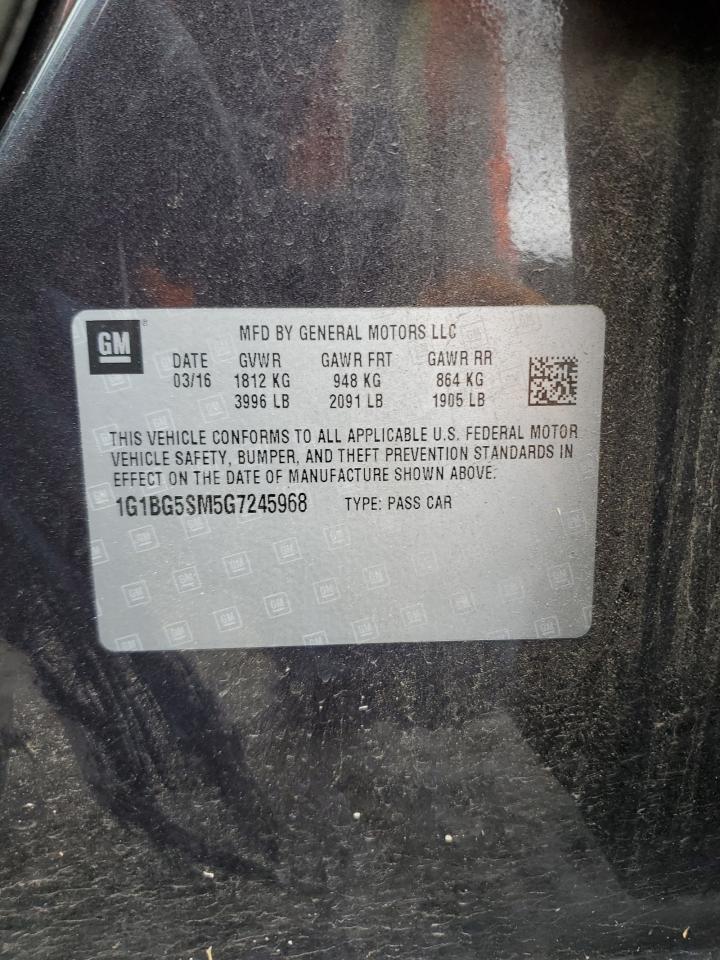 GM
MFD BY GENERAL MOTORS LLC
DATE GVWR GAWR FRT GAWR RR
03/16 1812 KG 948 KG 864 KG
3996 LB 2091 LB 1905 LB
THIS VEHICLE CONFORMS TO ALL APPLICABLE U.S. FEDERAL MOTOR
VEHICLE SAFETY, BUMPER, AND THEFT PREVENTION STANDARDS IN
EFFECT ON THE DATE OF MANUFACTURE SHOWN ABOVE.
1G1BG5SM5G7245968 TYPE: PASS CAR